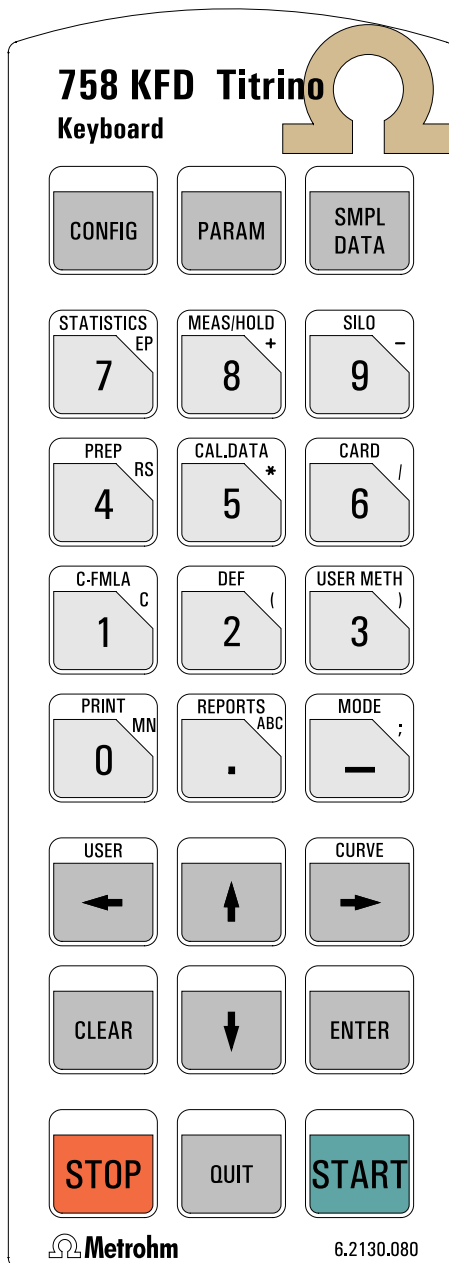 758 KFD Titrino
Keyboard
CONFIG PARAM SMPL DATA
STATISTICS MEAS/HOLD SILO
EP + –
7 8 9
PREP CAL.DATA CARD
RS * /
4 5 6
C-FMLA DEF USER METH
C ( )
1 2 3
PRINT REPORTS MODE
MN ABC ;
0 . –
USER CURVE
← ↑ →
CLEAR ↓ ENTER
STOP QUIT START
Metrohm 6.2130.080